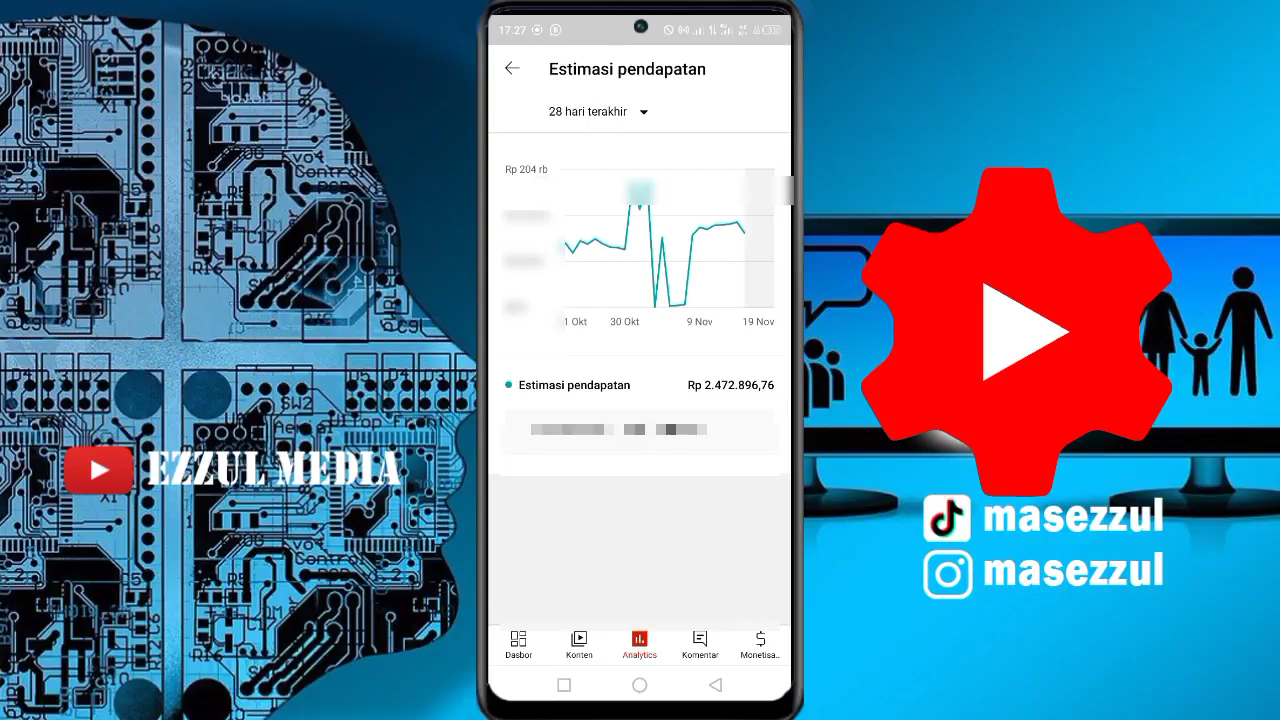 17.27
Estimasi pendapatan
28 hari terakhir
Rp 204 rb
1 Okt
30 Okt
9 Nov
19 Nov
Estimasi pendapatan
Rp 2.472.896,76
Dasbor
Konten
Analytics
Komentar
Monetisa..
EZZUL MEDIA
masezzul
masezzul